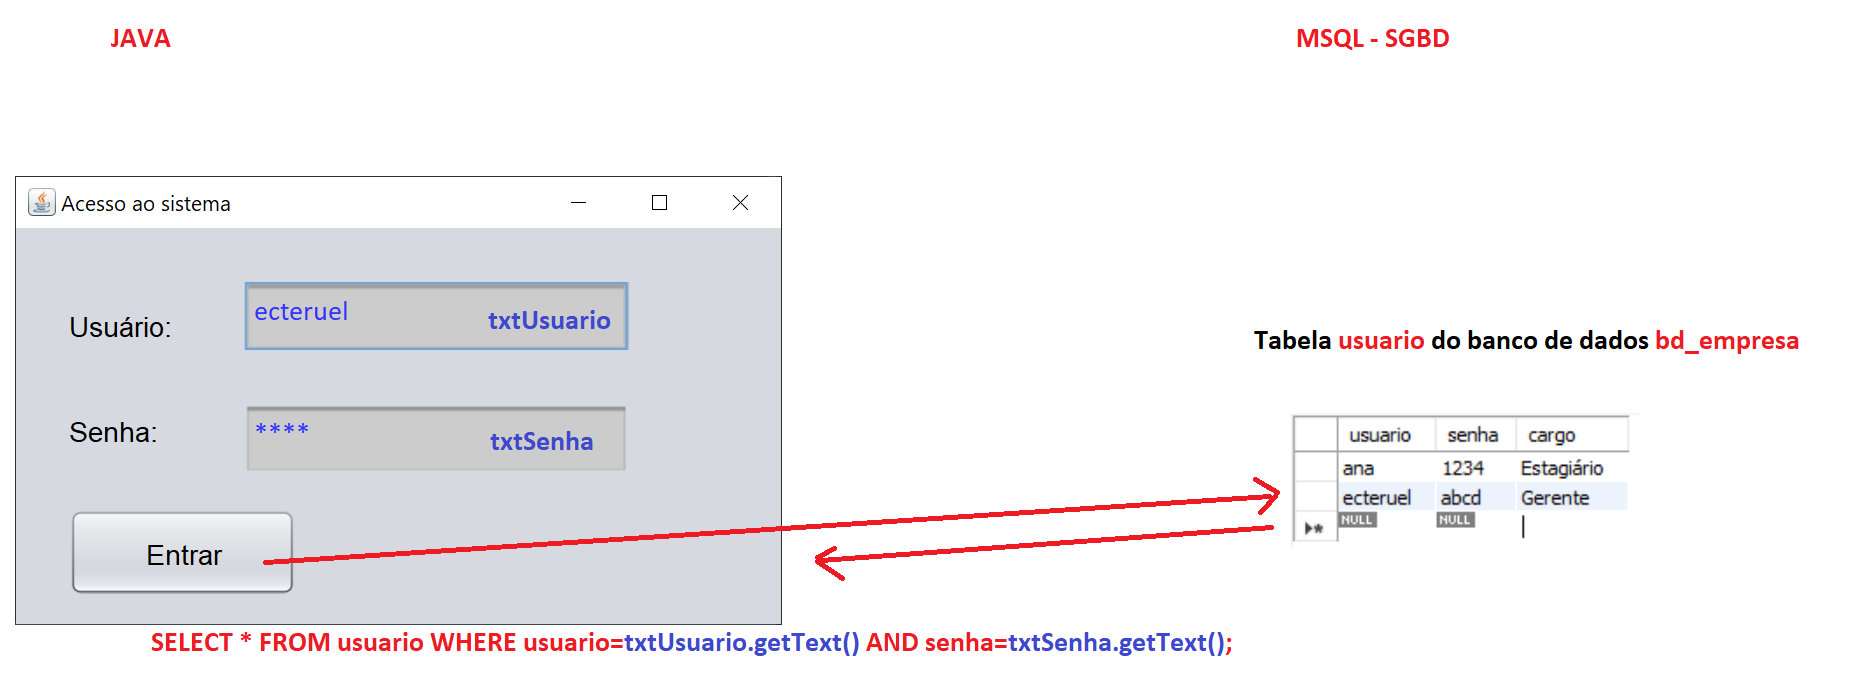 JAVA
MSQL - SGBD
Acesso ao sistema
Usuário:
ecteruel
txtUsuario
Senha:
****
txtSenha
Entrar
Tabela usuario do banco de dados bd_empresa
usuario senha cargo
ana 1234 Estagiário
ecteruel abcd Gerente
NULL NULL
SELECT * FROM usuario WHERE usuario=txtUsuario.getText() AND senha=txtSenha.getText();